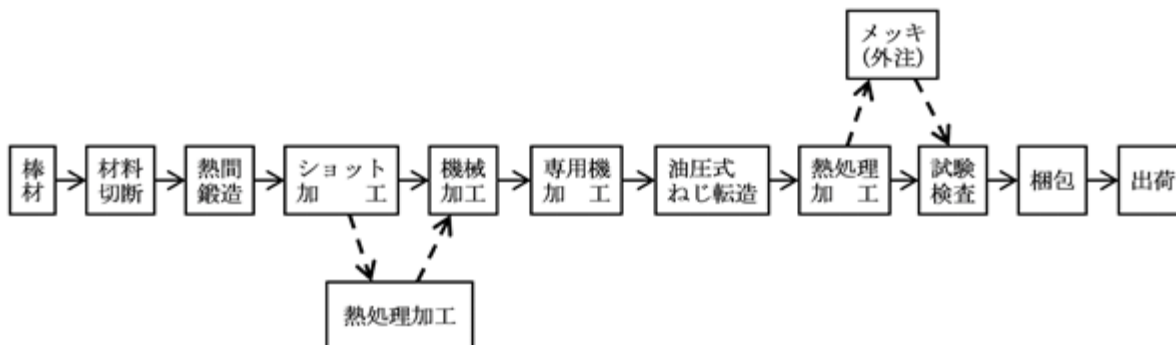 メッキ
(外注)
棒
材
材料
切断
熱間
鍛造
ショット
加　工
機械
加工
専用機
加　工
油圧式
ねじ転造
熱処理
加　工
試験
検査
梱包
出荷
熱処理加工